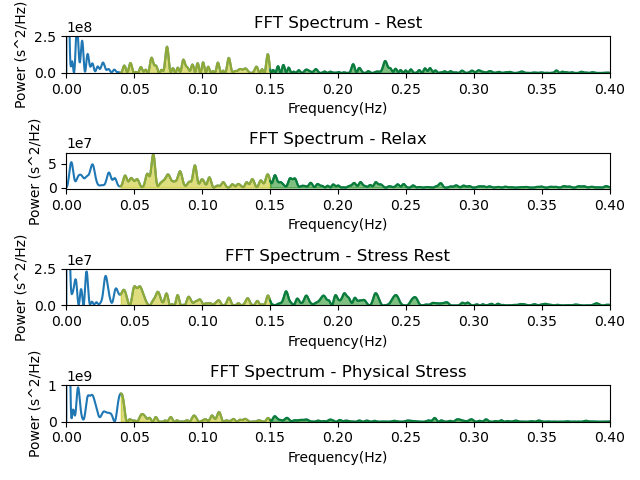 FFT Spectrum - Rest
1e8
2.5
0.0
Power (s^2/Hz)
0.00 0.05 0.10 0.15 0.20 0.25 0.30 0.35 0.40
Frequency(Hz)
FFT Spectrum - Relax
1e7
5
0
Power (s^2/Hz)
0.00 0.05 0.10 0.15 0.20 0.25 0.30 0.35 0.40
Frequency(Hz)
FFT Spectrum - Stress Rest
1e7
2.5
0.0
Power (s^2/Hz)
0.00 0.05 0.10 0.15 0.20 0.25 0.30 0.35 0.40
Frequency(Hz)
FFT Spectrum - Physical Stress
1e9
1
0
Power (s^2/Hz)
0.00 0.05 0.10 0.15 0.20 0.25 0.30 0.35 0.40
Frequency(Hz)